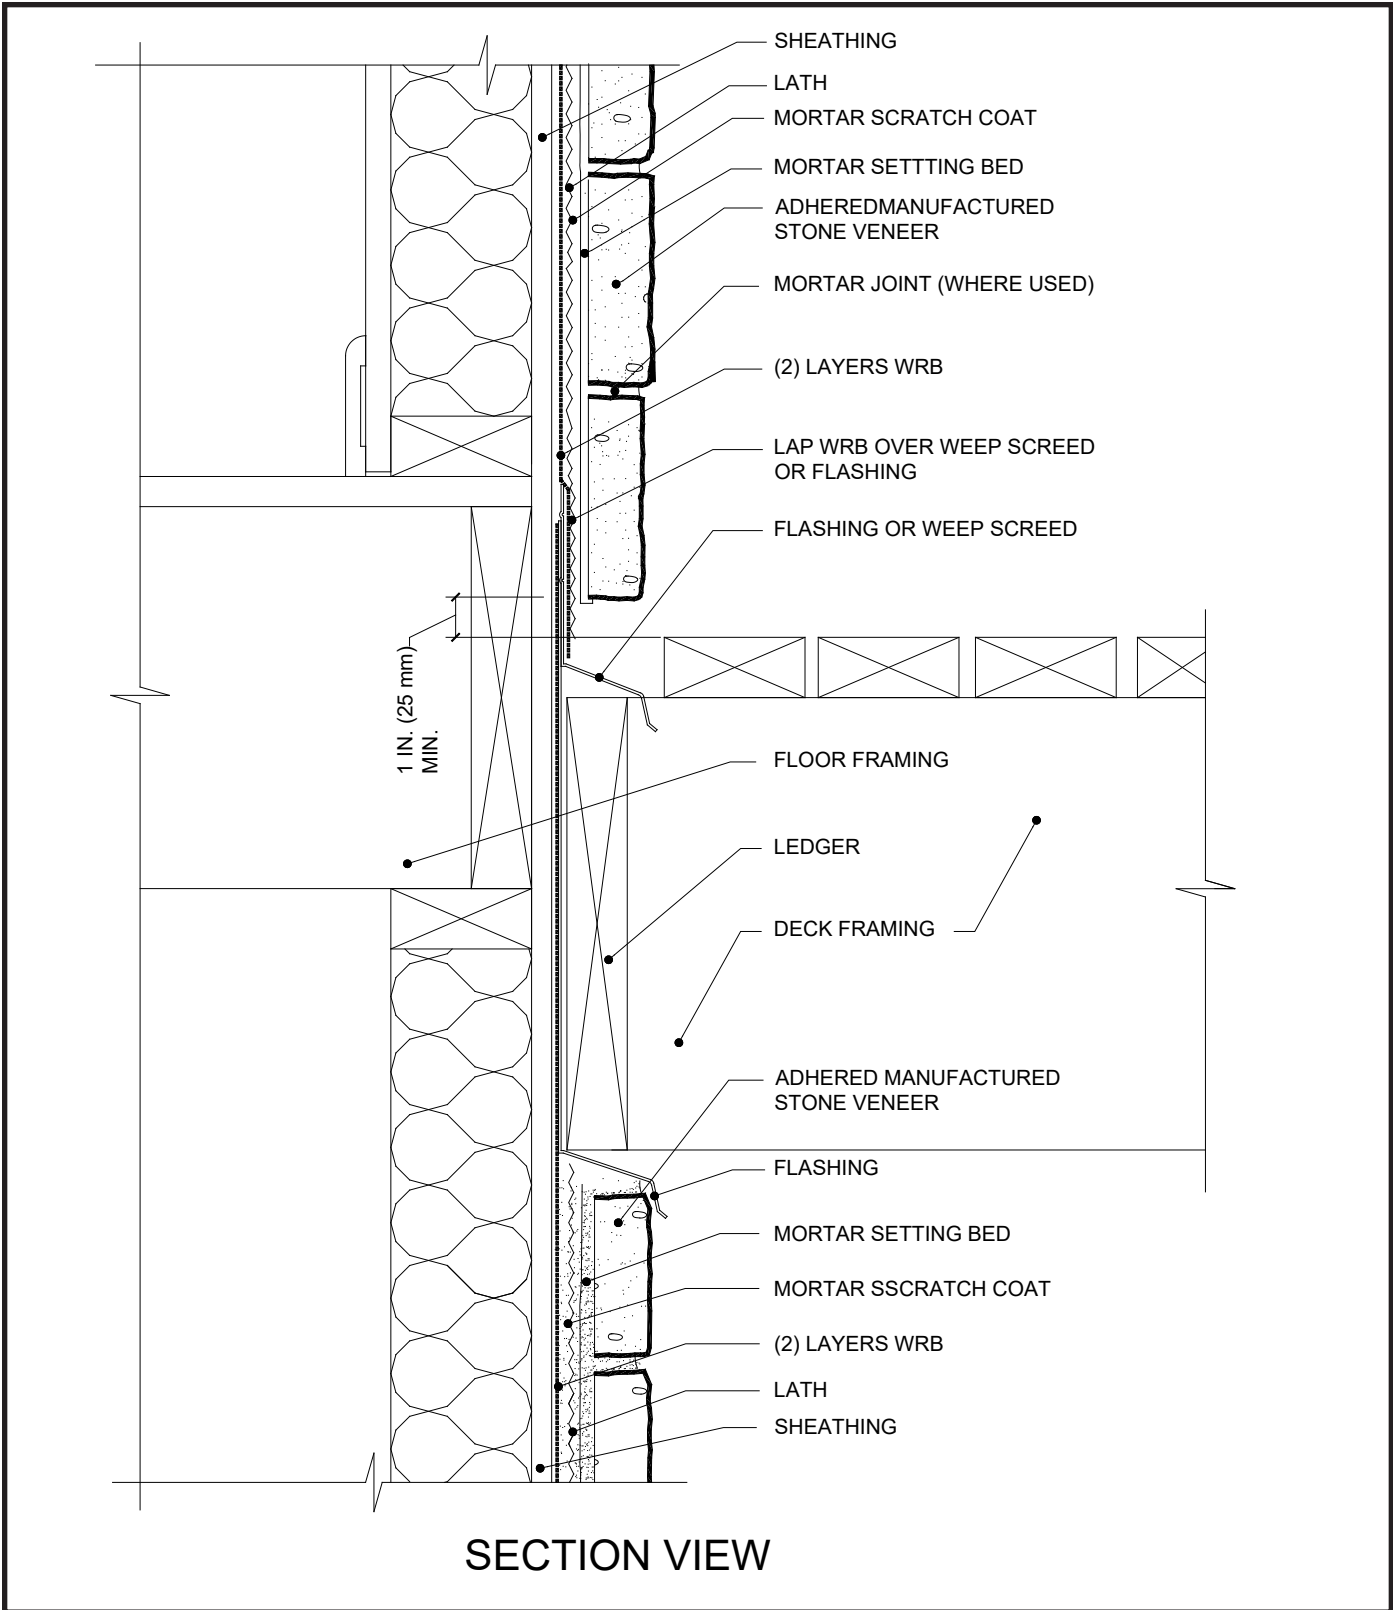 SHEATHING
LATH
MORTAR SCRATCH COAT
MORTAR SETTTING BED
ADHEREDMANUFACTURED
STONE VENEER
MORTAR JOINT (WHERE USED)
(2) LAYERS WRB
LAP WRB OVER WEEP SCREED
OR FLASHING
FLASHING OR WEEP SCREED
1 IN. (25 mm)
MIN.
FLOOR FRAMING
LEDGER
DECK FRAMING
ADHERED MANUFACTURED
STONE VENEER
FLASHING
MORTAR SETTING BED
MORTAR SSCRATCH COAT
(2) LAYERS WRB
LATH
SHEATHING
SECTION VIEW